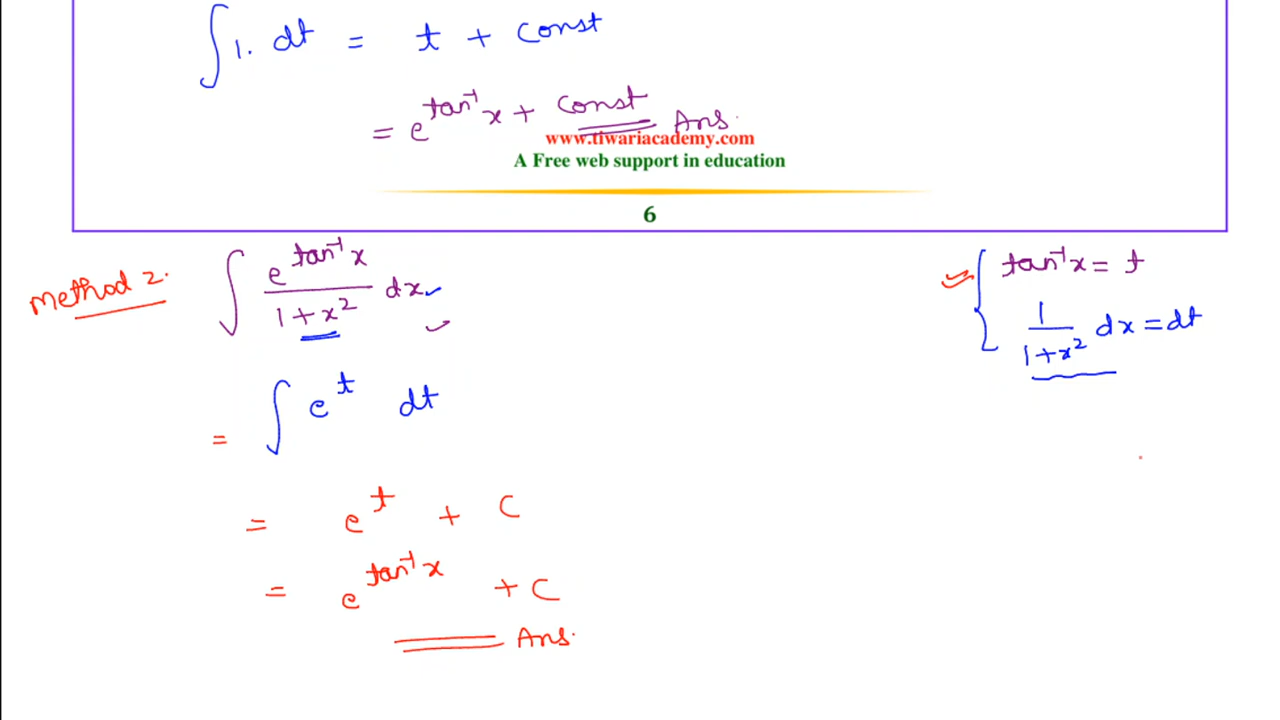 ∫ 1. dt = t + const
= e^{tan⁻¹x} + const Ans.
www.tiwariacademy.com
A Free web support in education
6
Method 2. ∫ e^{tan⁻¹x} / (1+x²) dx
tan⁻¹x = t
1/(1+x²) dx = dt
= ∫ e^t dt
= e^t + C
= e^{tan⁻¹x} + C
Ans.